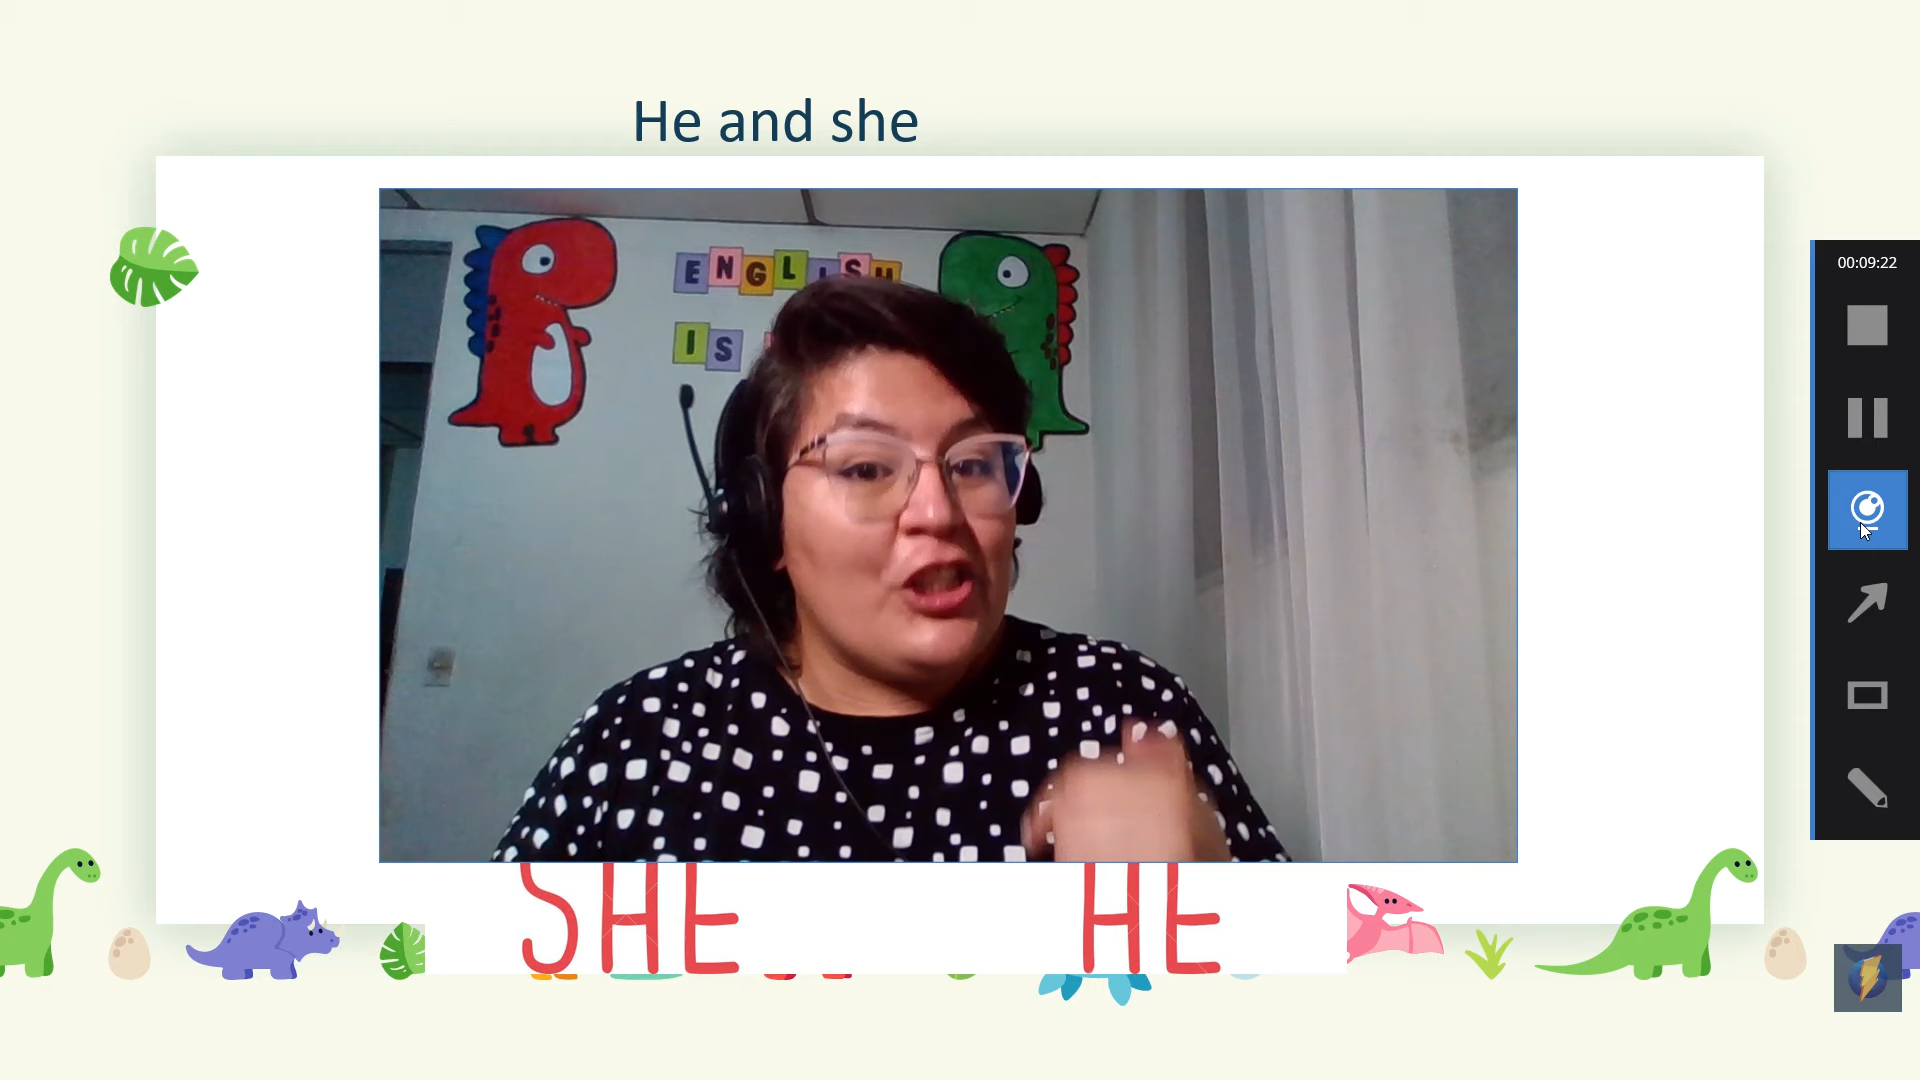 He and she
00:09:22
ENGLISH
IS
SHE HE